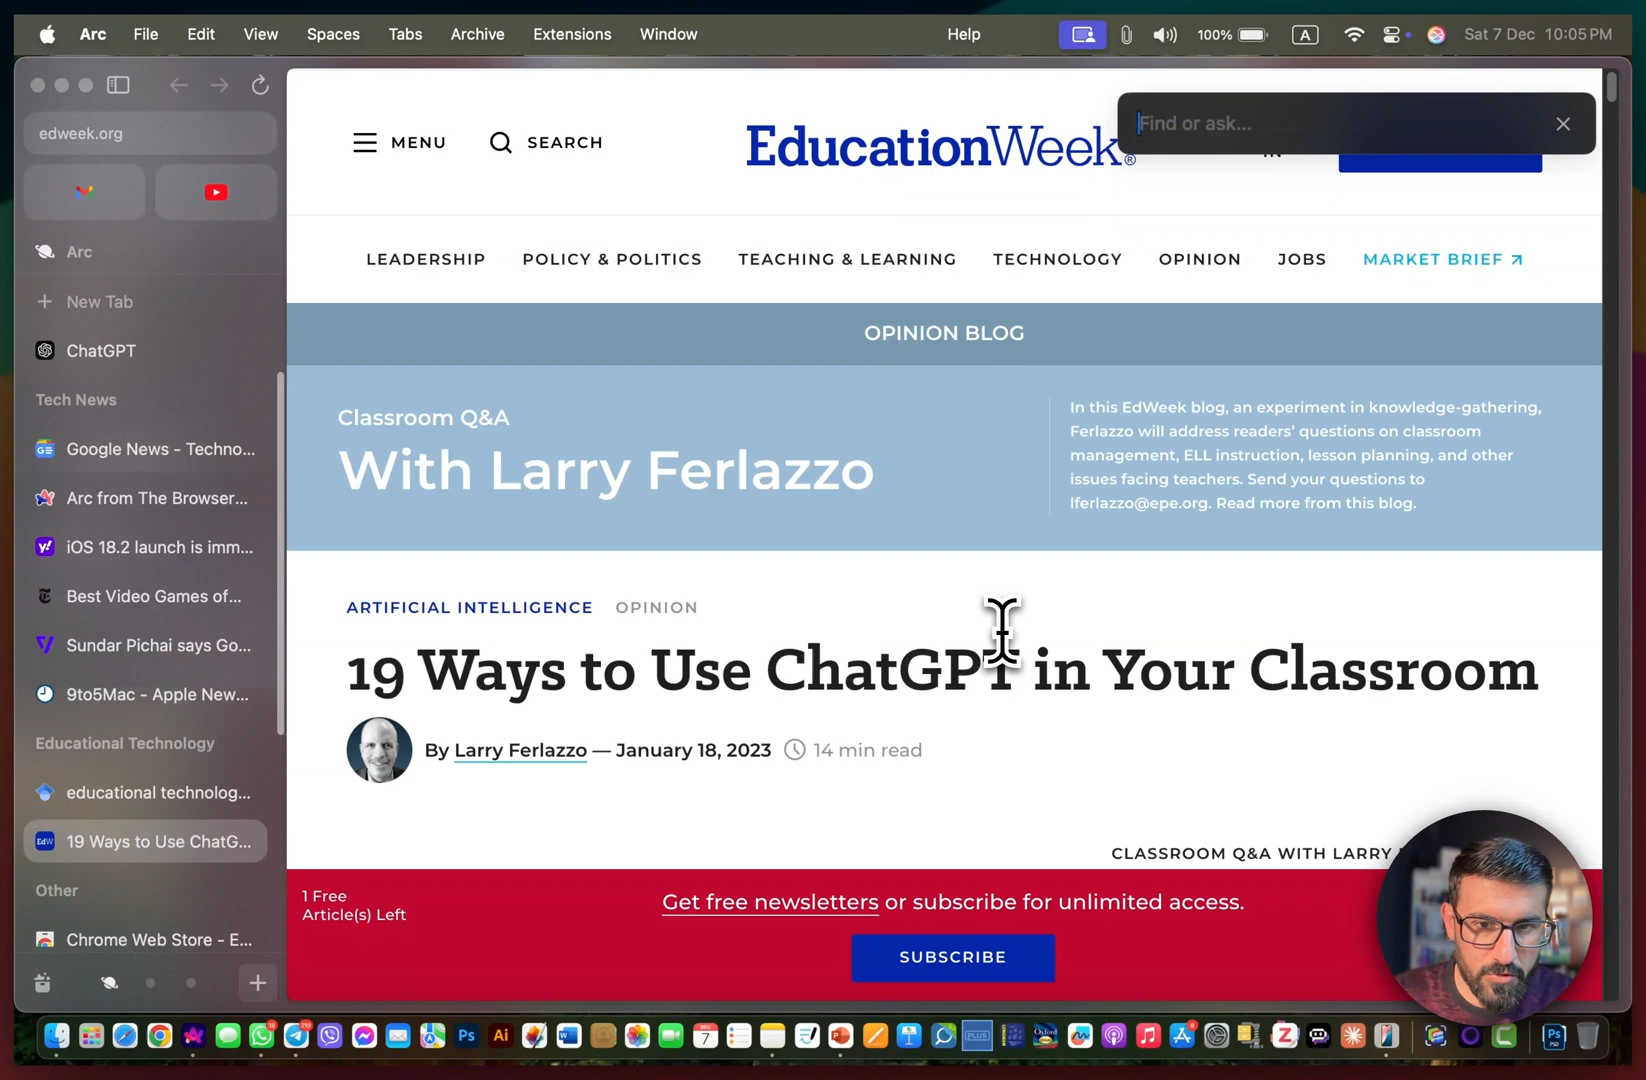 Arc File Edit View Spaces Tabs Archive Extensions Window Help 100% A Sat 7 Dec 10:05 PM
edweek.org
Arc
New Tab
ChatGPT
Tech News
Google News - Techno...
Arc from The Browser...
iOS 18.2 launch is imm...
Best Video Games of...
Sundar Pichai says Go...
9to5Mac - Apple New...
Educational Technology
educational technolog...
EdW 19 Ways to Use ChatG...
Other
Chrome Web Store - E...
MENU SEARCH
EducationWeek®
Find or ask...
LEADERSHIP POLICY & POLITICS TEACHING & LEARNING TECHNOLOGY OPINION JOBS MARKET BRIEF
OPINION BLOG
Classroom Q&A
With Larry Ferlazzo
In this EdWeek blog, an experiment in knowledge-gathering,
Ferlazzo will address readers' questions on classroom
management, ELL instruction, lesson planning, and other
issues facing teachers. Send your questions to
lferlazzo@epe.org. Read more from this blog.
ARTIFICIAL INTELLIGENCE OPINION
19 Ways to Use ChatGPT in Your Classroom
By Larry Ferlazzo — January 18, 2023 14 min read
CLASSROOM Q&A WITH LARRY
1 Free
Article(s) Left
Get free newsletters or subscribe for unlimited access.
SUBSCRIBE
Ps Ai 7 PLUS Oxford Ps